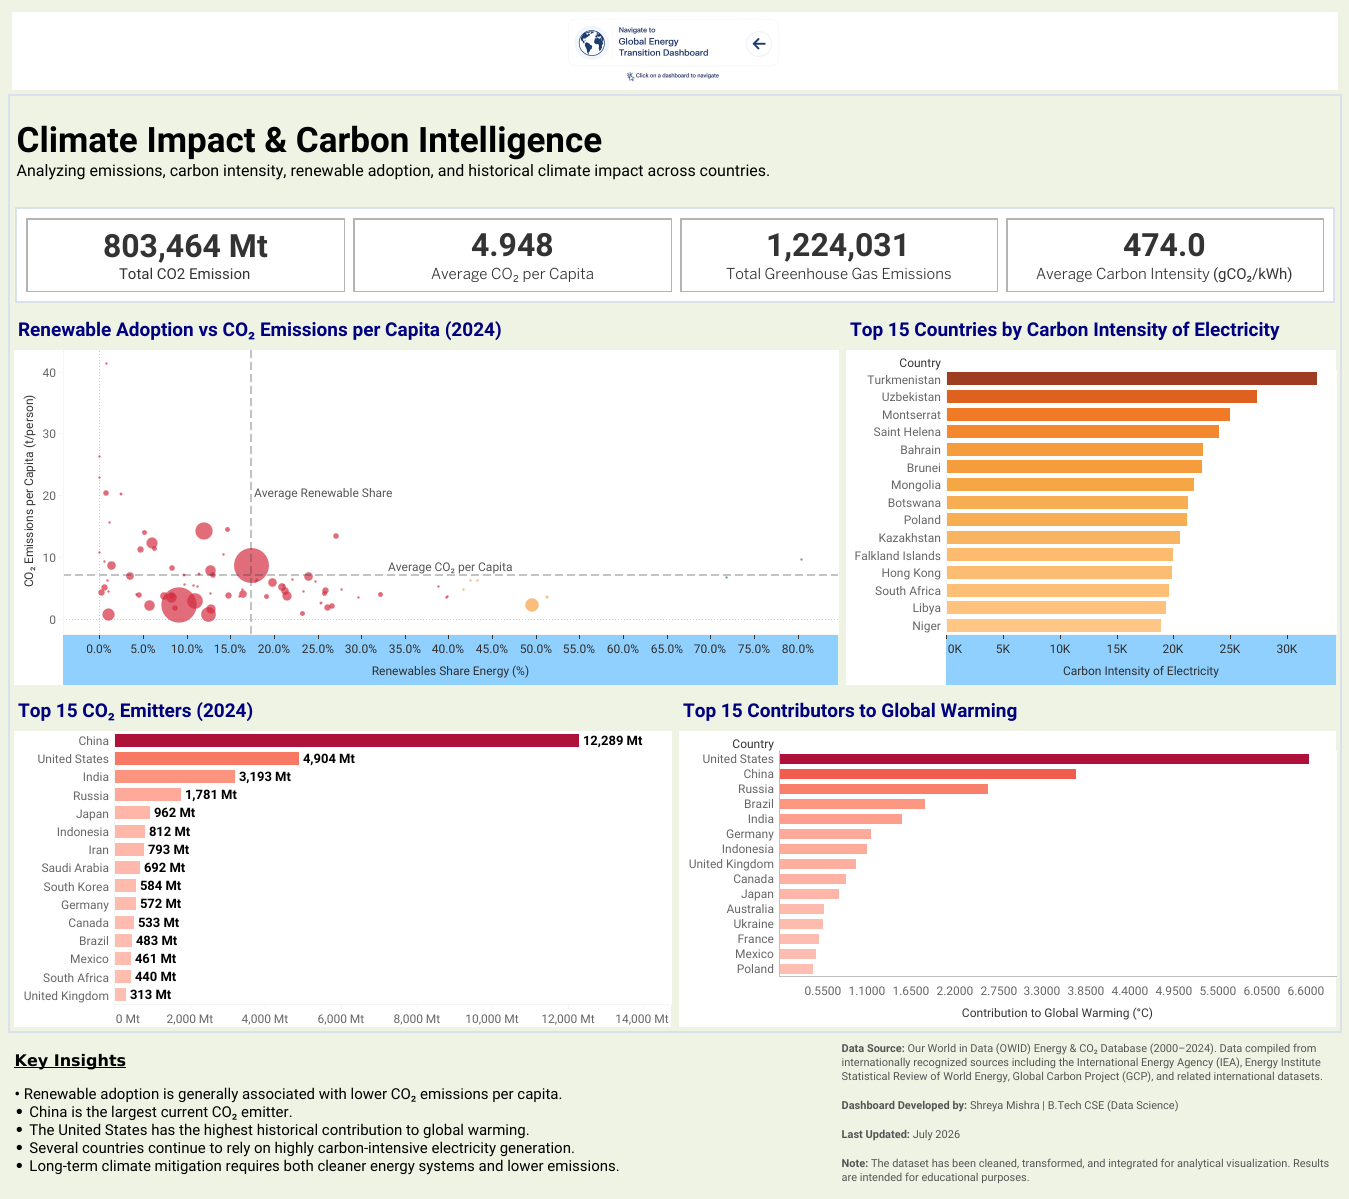 Navigate to
Global Energy
Transition Dashboard
Click on a dashboard to navigate
Climate Impact & Carbon Intelligence
Analyzing emissions, carbon intensity, renewable adoption, and historical climate impact across countries.
803,464 Mt
Total CO2 Emission
4.948
Average CO₂ per Capita
1,224,031
Total Greenhouse Gas Emissions
474.0
Average Carbon Intensity (gCO₂/kWh)
Renewable Adoption vs CO₂ Emissions per Capita (2024)
CO₂ Emissions per Capita (t/person)
40
30
20
10
0
Average Renewable Share
Average CO₂ per Capita
0.0% 5.0% 10.0% 15.0% 20.0% 25.0% 30.0% 35.0% 40.0% 45.0% 50.0% 55.0% 60.0% 65.0% 70.0% 75.0% 80.0%
Renewables Share Energy (%)
Top 15 Countries by Carbon Intensity of Electricity
Country
Turkmenistan
Uzbekistan
Montserrat
Saint Helena
Bahrain
Brunei
Mongolia
Botswana
Poland
Kazakhstan
Falkland Islands
Hong Kong
South Africa
Libya
Niger
0K 5K 10K 15K 20K 25K 30K
Carbon Intensity of Electricity
Top 15 CO₂ Emitters (2024)
China 12,289 Mt
United States 4,904 Mt
India 3,193 Mt
Russia 1,781 Mt
Japan 962 Mt
Indonesia 812 Mt
Iran 793 Mt
Saudi Arabia 692 Mt
South Korea 584 Mt
Germany 572 Mt
Canada 533 Mt
Brazil 483 Mt
Mexico 461 Mt
South Africa 440 Mt
United Kingdom 313 Mt
0 Mt 2,000 Mt 4,000 Mt 6,000 Mt 8,000 Mt 10,000 Mt 12,000 Mt 14,000 Mt
Top 15 Contributors to Global Warming
Country
United States
China
Russia
Brazil
India
Germany
Indonesia
United Kingdom
Canada
Japan
Australia
Ukraine
France
Mexico
Poland
0.5500 1.1000 1.6500 2.2000 2.7500 3.3000 3.8500 4.4000 4.9500 5.5000 6.0500 6.6000
Contribution to Global Warming (°C)
Key Insights
• Renewable adoption is generally associated with lower CO₂ emissions per capita.
• China is the largest current CO₂ emitter.
• The United States has the highest historical contribution to global warming.
• Several countries continue to rely on highly carbon-intensive electricity generation.
• Long-term climate mitigation requires both cleaner energy systems and lower emissions.
Data Source: Our World in Data (OWID) Energy & CO₂ Database (2000–2024). Data compiled from
internationally recognized sources including the International Energy Agency (IEA), Energy Institute
Statistical Review of World Energy, Global Carbon Project (GCP), and related international datasets.
Dashboard Developed by: Shreya Mishra | B.Tech CSE (Data Science)
Last Updated: July 2026
Note: The dataset has been cleaned, transformed, and integrated for analytical visualization. Results
are intended for educational purposes.